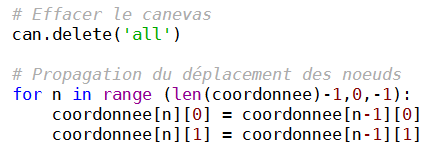 # Effacer le canevas
can.delete('all')
# Propagation du déplacement des noeuds
for n in range (len(coordonnee)-1,0,-1):
    coordonnee[n][0] = coordonnee[n-1][0]
    coordonnee[n][1] = coordonnee[n-1][1]